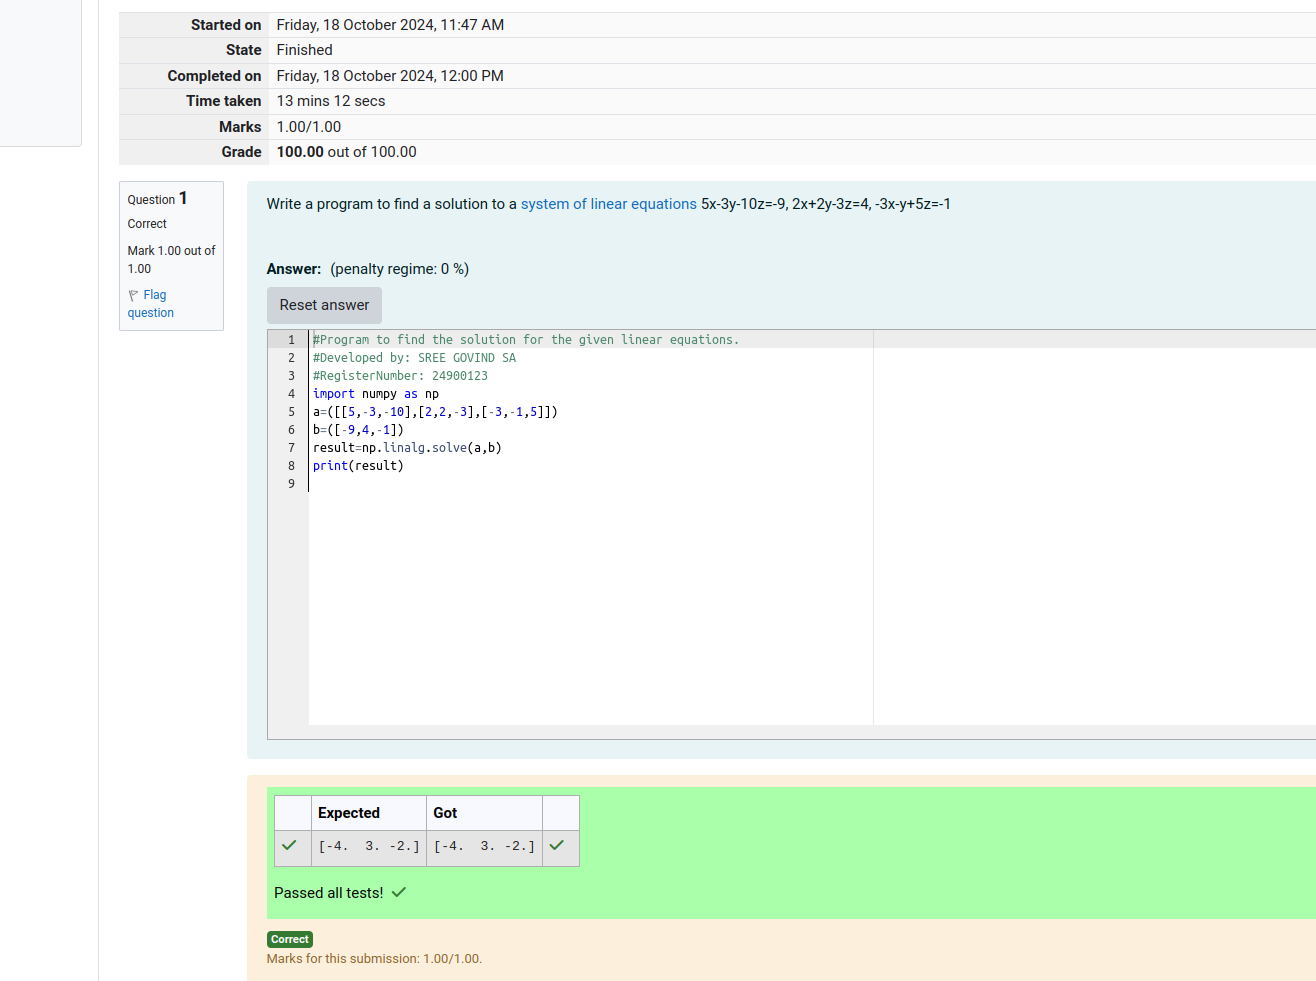 Started on Friday, 18 October 2024, 11:47 AM
State Finished
Completed on Friday, 18 October 2024, 12:00 PM
Time taken 13 mins 12 secs
Marks 1.00/1.00
Grade 100.00 out of 100.00
Question 1
Correct
Mark 1.00 out of
1.00
Flag
question
Write a program to find a solution to a system of linear equations 5x-3y-10z=-9, 2x+2y-3z=4, -3x-y+5z=-1
Answer: (penalty regime: 0 %)
Reset answer
1 #Program to find the solution for the given linear equations.
2 #Developed by: SREE GOVIND SA
3 #RegisterNumber: 24900123
4 import numpy as np
5 a=([[5,-3,-10],[2,2,-3],[-3,-1,5]])
6 b=([-9,4,-1])
7 result=np.linalg.solve(a,b)
8 print(result)
9
Expected Got
[-4.  3. -2.] [-4.  3. -2.]
Passed all tests!
Correct
Marks for this submission: 1.00/1.00.